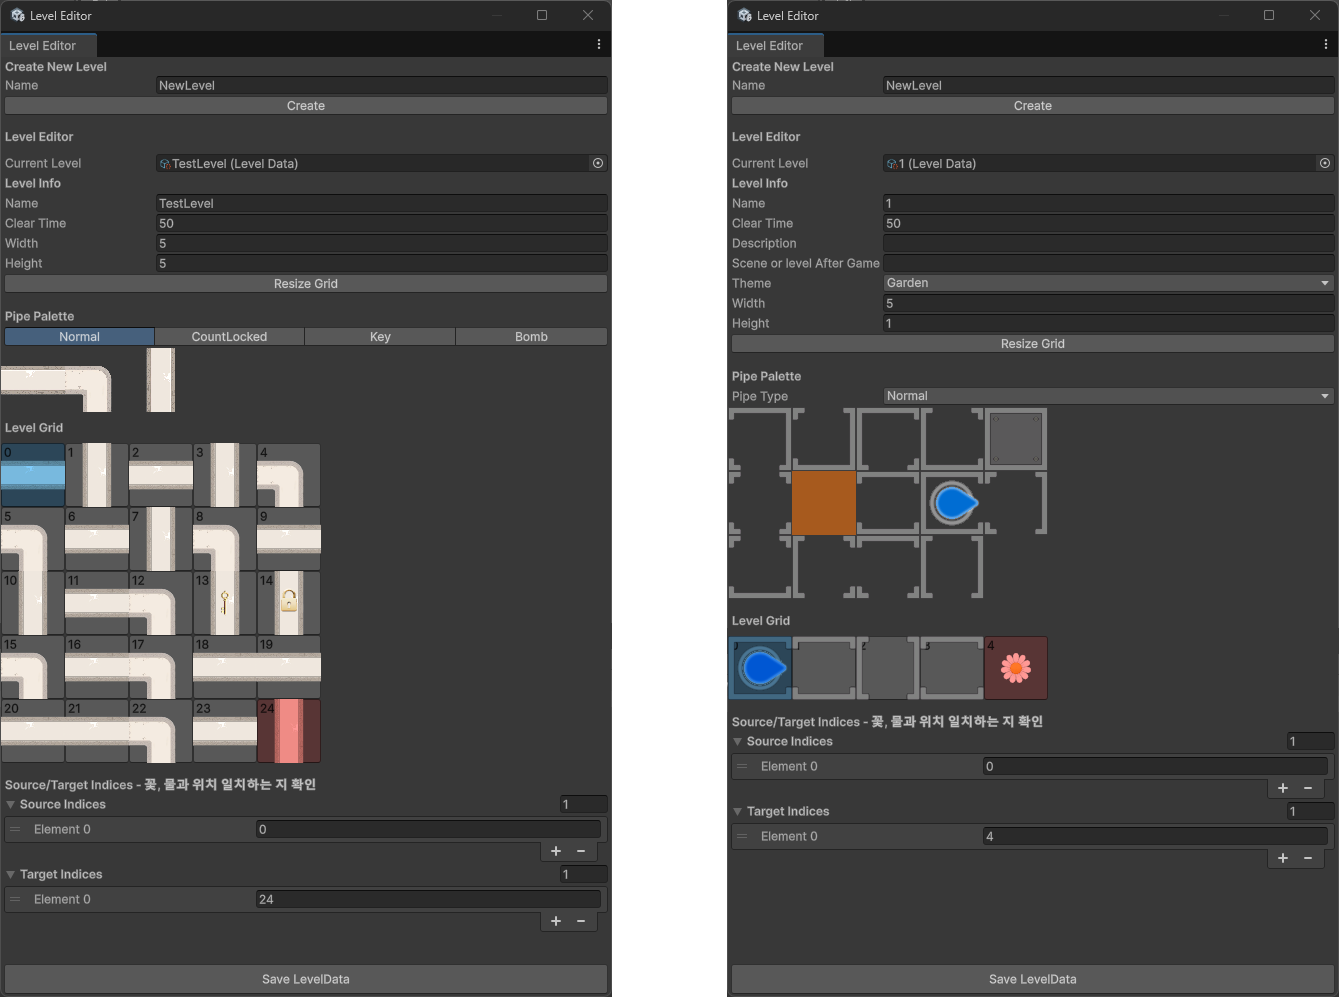 Level Editor
Level Editor
Create New Level
Name NewLevel
Create
Level Editor
Current Level TestLevel (Level Data)
Level Info
Name TestLevel
Clear Time 50
Width 5
Height 5
Resize Grid
Pipe Palette
Normal CountLocked Key Bomb
Level Grid
0 1 2 3 4
5 6 7 8 9
10 11 12 13 14
15 16 17 18 19
20 21 22 23 24
Source/Target Indices - 꽃, 물과 위치 일치하는 지 확인
Source Indices 1
Element 0 0
+ −
Target Indices 1
Element 0 24
+ −
Save LevelData
Level Editor
Level Editor
Create New Level
Name NewLevel
Create
Level Editor
Current Level 1 (Level Data)
Level Info
Name 1
Clear Time 50
Description
Scene or level After Game
Theme Garden
Width 5
Height 1
Resize Grid
Pipe Palette
Pipe Type Normal
Level Grid
2 3 4
Source/Target Indices - 꽃, 물과 위치 일치하는 지 확인
Source Indices 1
Element 0 0
+ −
Target Indices 1
Element 0 4
+ −
Save LevelData